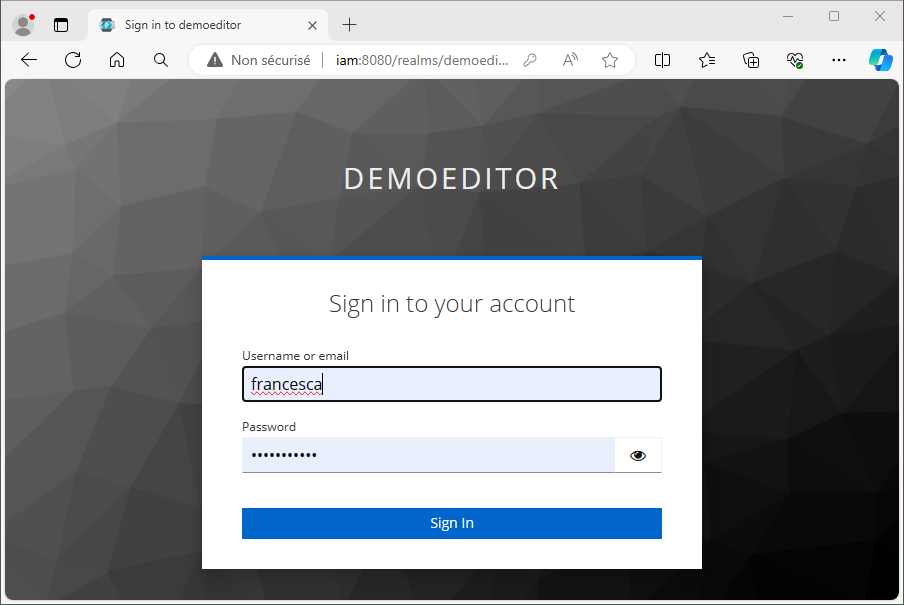 Sign in to demoeditor
Non sécurisé
iam:8080/realms/demoedi...
DEMOEDITOR
Sign in to your account
Username or email
francesca
Password
•••••••••••
Sign In